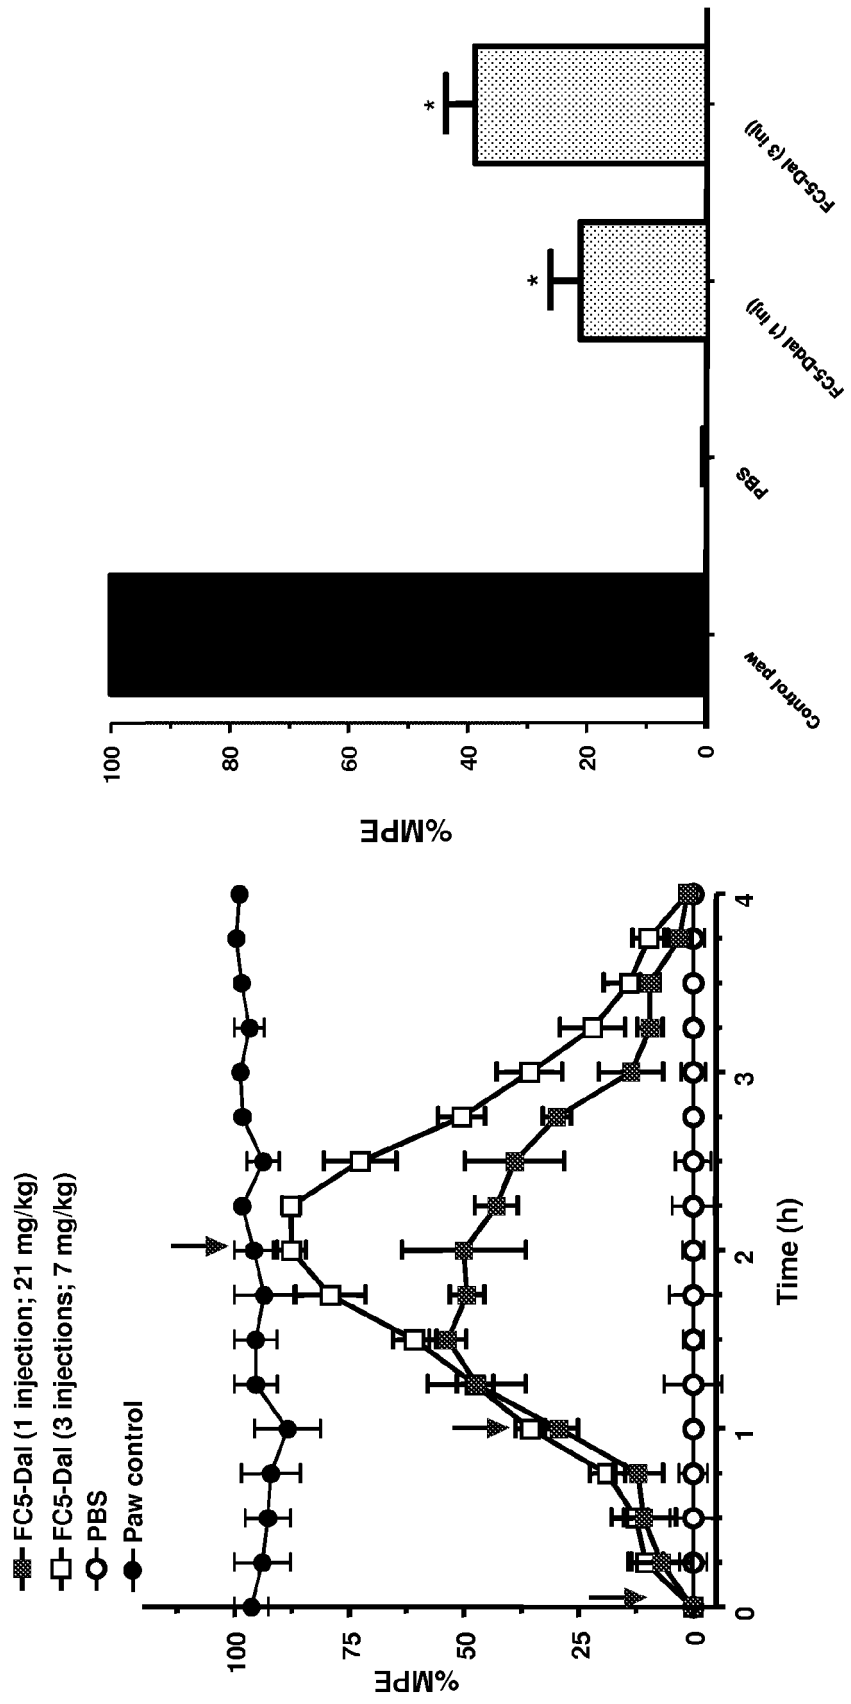 FC5-Dal (1 injection; 21 mg/kg)
FC5-Dal (3 injections; 7 mg/kg)
PBS
Paw control
%MPE
100
75
50
25
0
0
1
2
3
4
Time (h)
%MPE
100
80
60
40
20
0
*
*
Control paw
PBS
FC5-Ddal (1 inj)
FC5-Dal (3 inj)